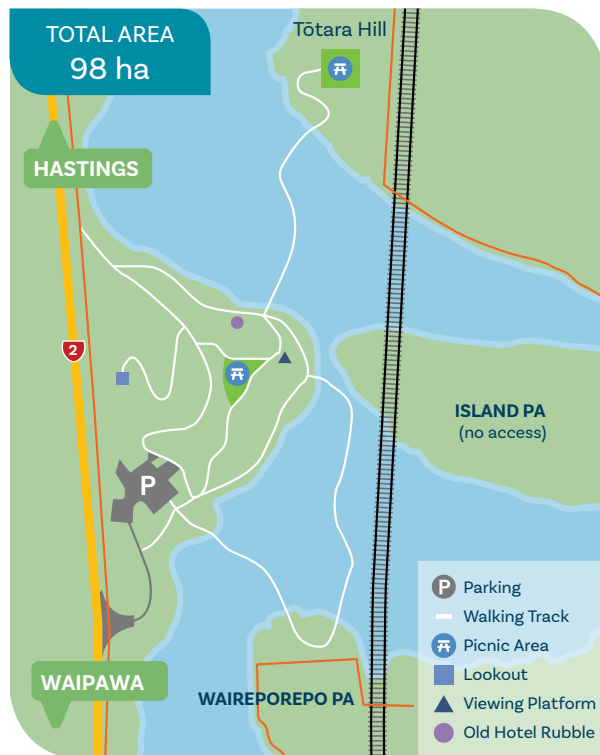 TOTAL AREA
98 ha
Tōtara Hill
HASTINGS
2
ISLAND PA
(no access)
P
WAIPAWA
WAIREPOREPO PA
P Parking
Walking Track
Picnic Area
Lookout
Viewing Platform
Old Hotel Rubble